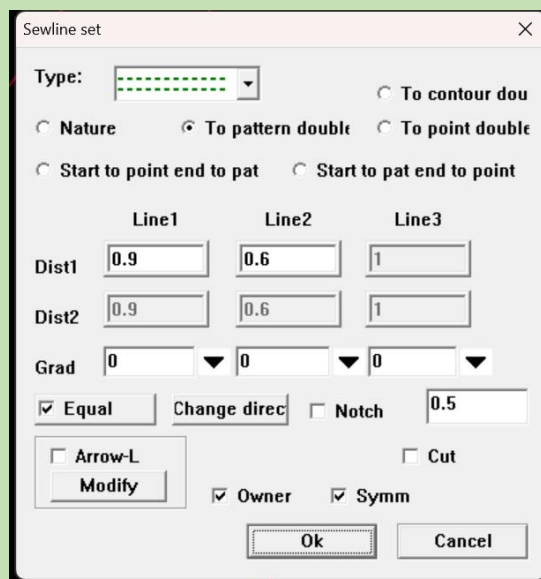 Sewline set
Type:
To contour dou
Nature To pattern double To point double
Start to point end to pat Start to pat end to point
Line1 Line2 Line3
Dist1 0.9 0.6 1
Dist2 0.9 0.6 1
Grad 0 0 0
Equal Change direc Notch 0.5
Arrow-L Cut
Modify
Owner Symm
Ok Cancel